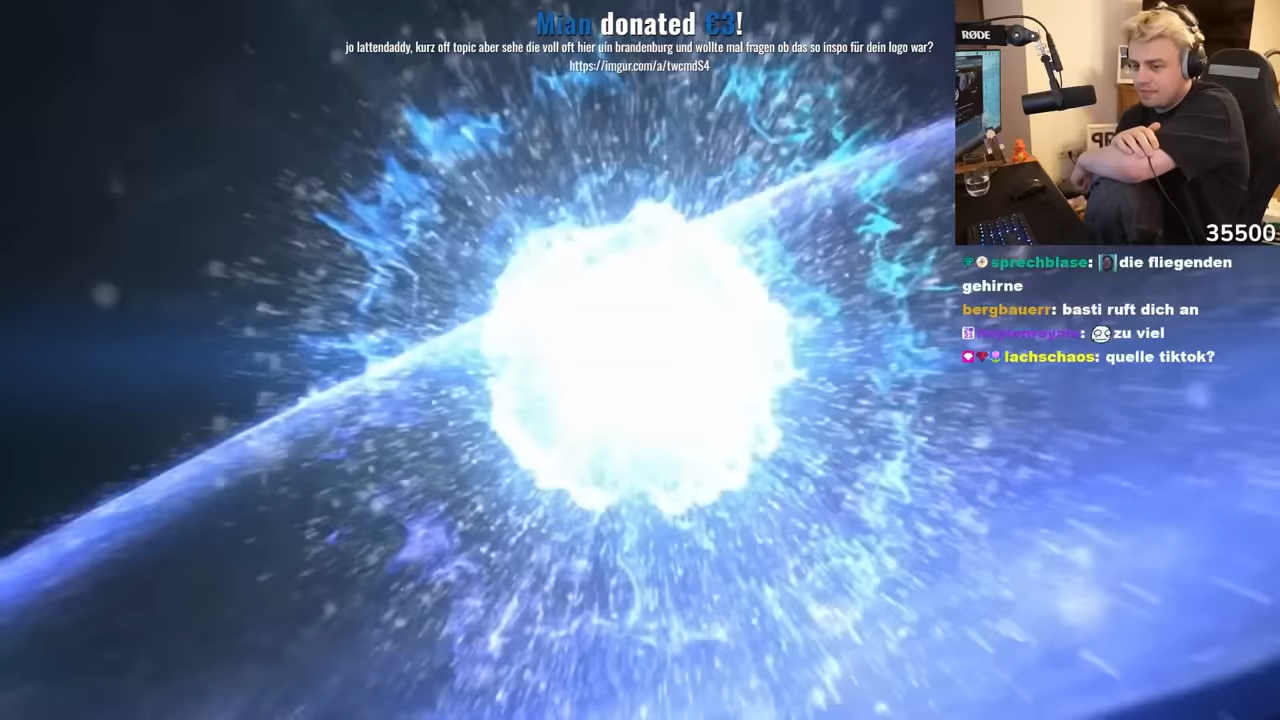 Mian donated €3!
jo lattendaddy, kurz off topic aber sehe die voll oft hier uin brandenburg und wollte mal fragen ob das so inspo für dein logo war?
https://imgur.com/a/twcmdS4
RØDE
35500
sprechblase: die fliegenden
gehirne
bergbauerr: basti ruft dich an
: zu viel
lachschaos: quelle tiktok?